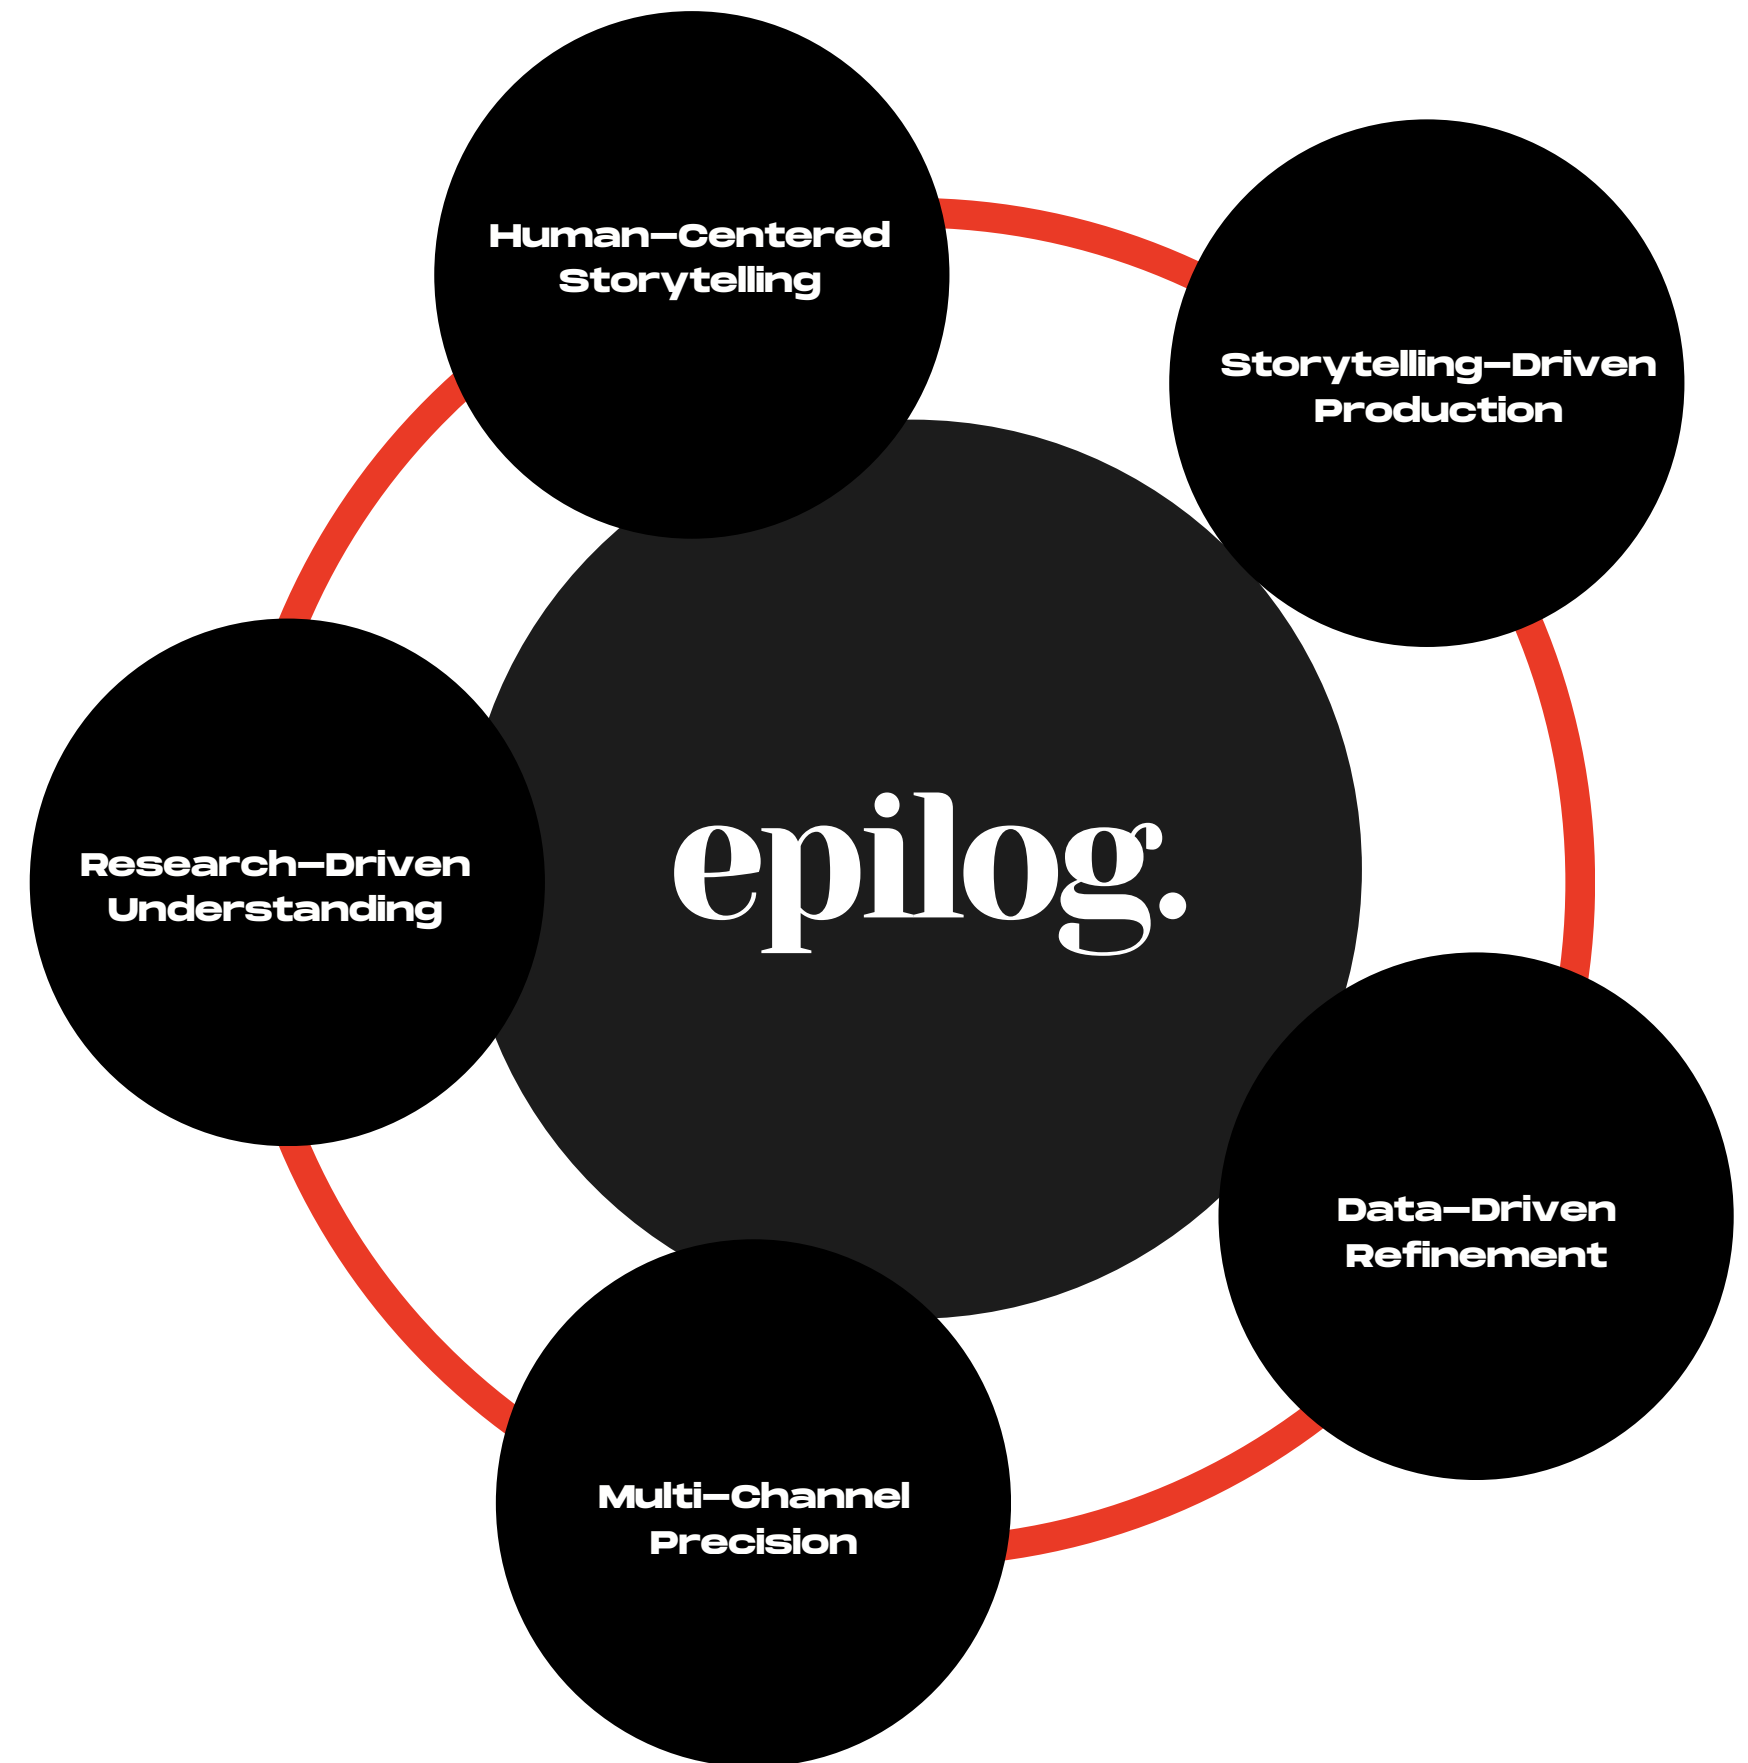 Human-Centered
Storytelling
Storytelling-Driven
Production
Research-Driven
Understanding
epilog.
Data-Driven
Refinement
Multi-Channel
Precision